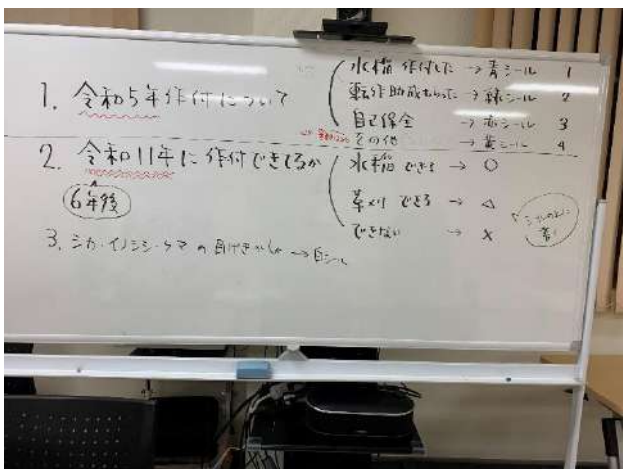 1. 令和5年作付について
水稲 作付した → 青シール 1
転作助成もらった → 緑シール 2
自己保全 → 赤シール 3
その他 → 黄シール 4
2. 令和11年に作付できてるか
6年後
水稲 できる → ○
草刈り できる → △
できない → ×
3. シカ・イノシシ・クマの → 白シール